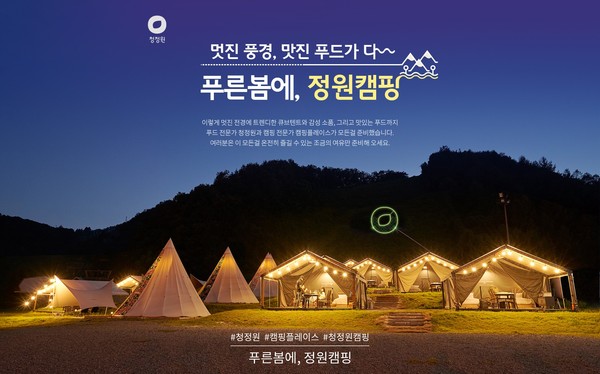 청정원
멋진 풍경, 맛진 푸드가 다~
푸른봄에, 정원캠핑
이렇게 멋진 전경에 트렌디한 큐브텐트와 감성 소품, 그리고 맛있는 푸드까지
푸드 전문가 청정원과 캠핑 전문가 캠핑플레이스가 모든걸 준비했습니다.
여러분은 이 모든걸 온전히 즐길 수 있는 조금의 여유만 준비해 오세요.
#청정원 #캠핑플레이스 #청정원캠핑
푸른봄에, 정원캠핑